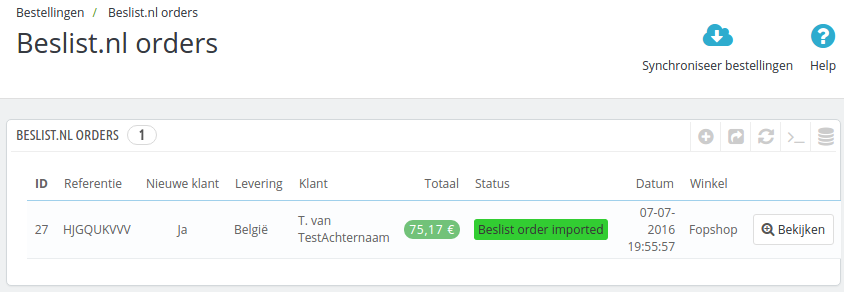 Bestellingen / Beslist.nl orders
Beslist.nl orders
Synchroniseer bestellingen Help
BESLIST.NL ORDERS 1
ID Referentie Nieuwe klant Levering Klant Totaal Status Datum Winkel
27 HJGQUKVVV Ja België T. van TestAchternaam 75,17 € Beslist order imported 07-07-2016 19:55:57 Fopshop Bekijken